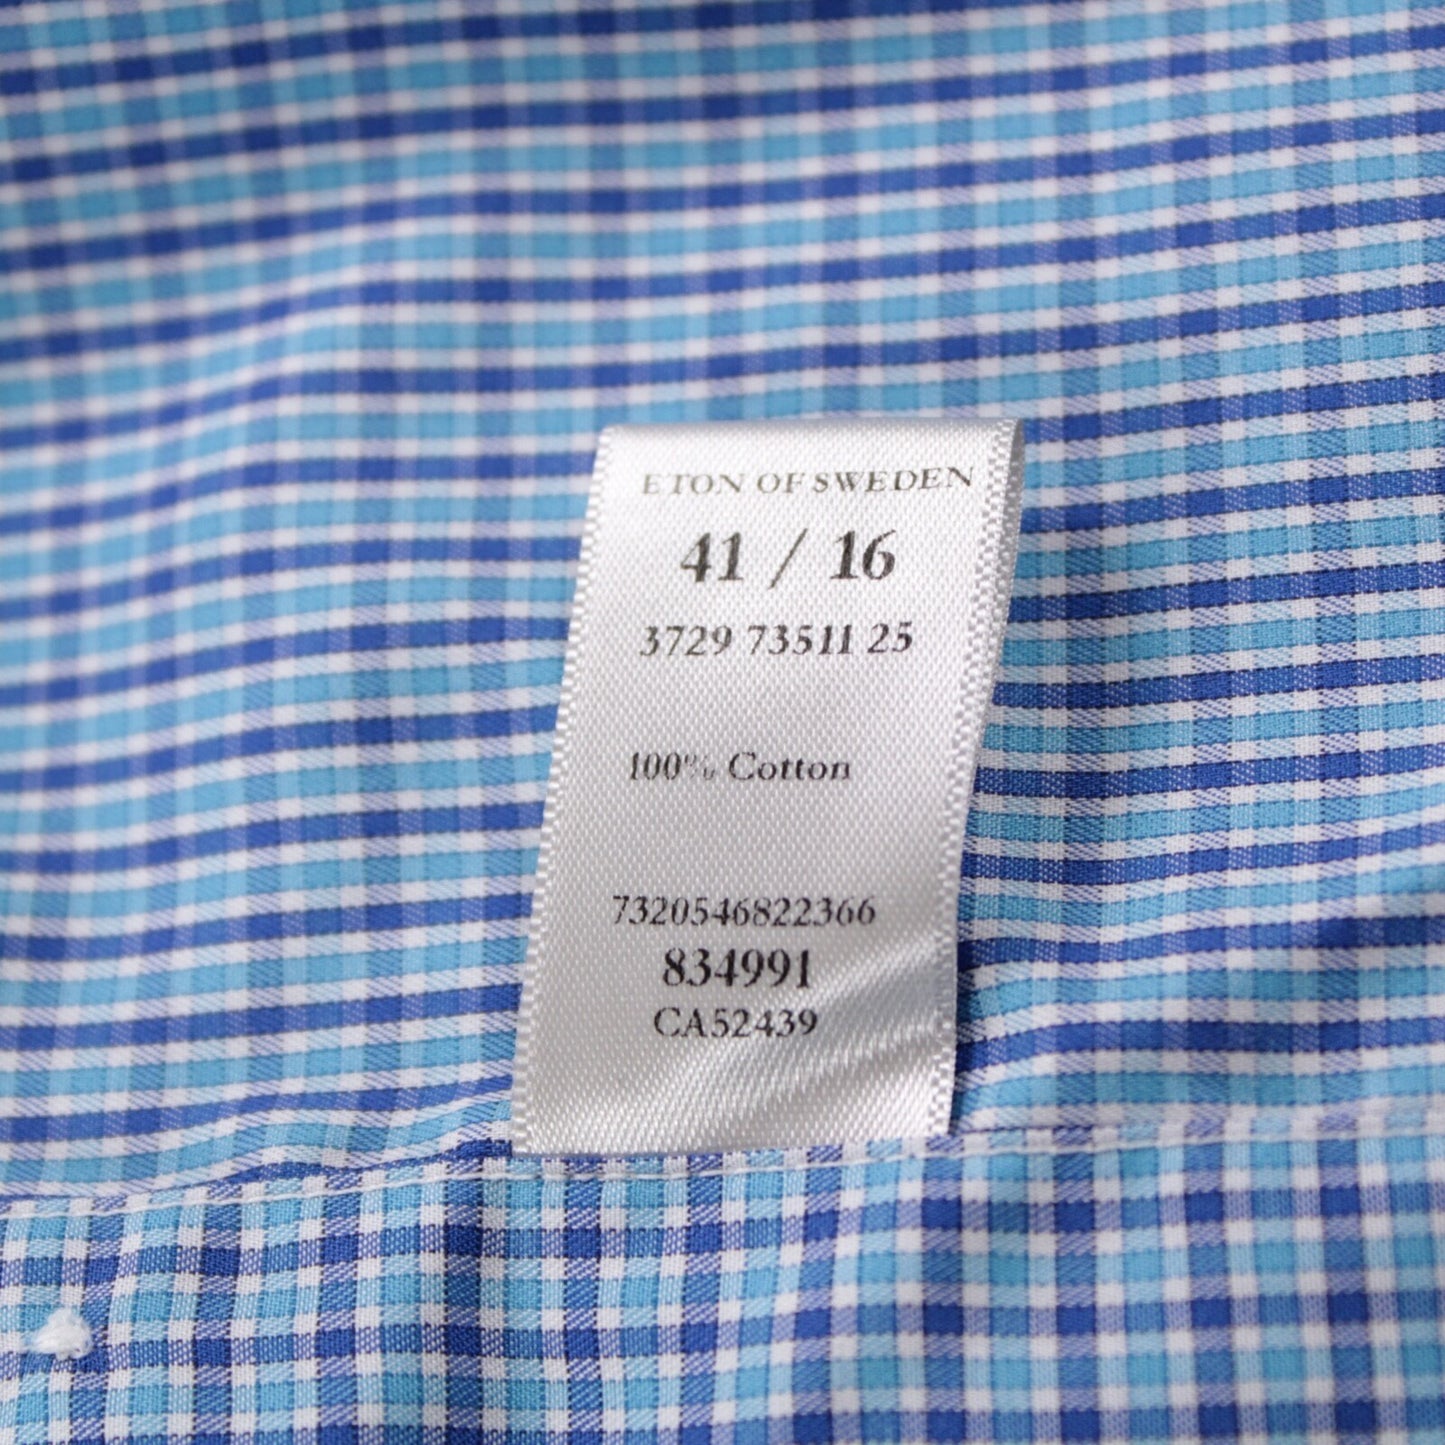 ETON OF SWEDEN
41 / 16
3729 73511 25
100% Cotton
7320546822366
834991
CA52439